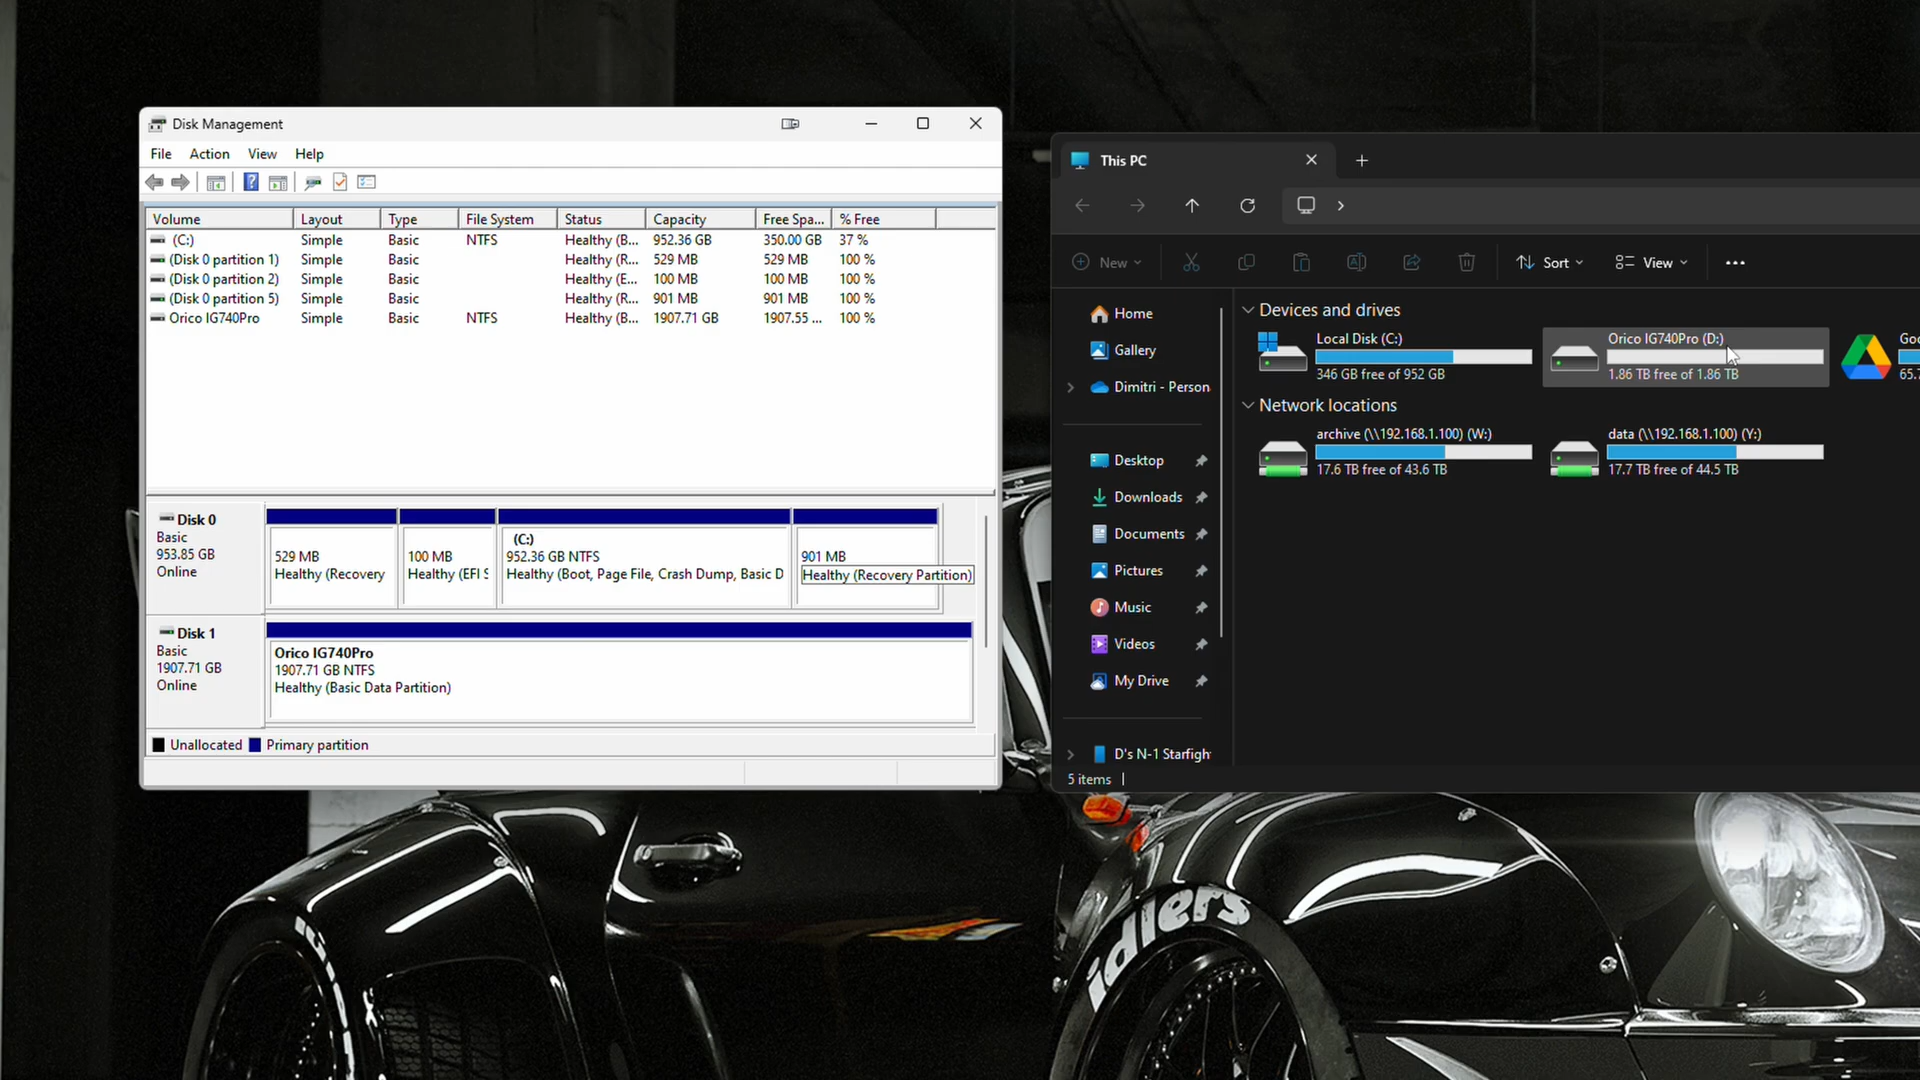 Disk Management
File Action View Help
Volume Layout Type File System Status Capacity Free Spa... % Free
(C:) Simple Basic NTFS Healthy (B... 952.36 GB 350.00 GB 37 %
(Disk 0 partition 1) Simple Basic Healthy (R... 529 MB 529 MB 100 %
(Disk 0 partition 2) Simple Basic Healthy (E... 100 MB 100 MB 100 %
(Disk 0 partition 5) Simple Basic Healthy (R... 901 MB 901 MB 100 %
Orico IG740Pro Simple Basic NTFS Healthy (B... 1907.71 GB 1907.55 ... 100 %
Disk 0
Basic
953.85 GB
Online
529 MB
Healthy (Recovery
100 MB
Healthy (EFI S
(C:)
952.36 GB NTFS
Healthy (Boot, Page File, Crash Dump, Basic D
901 MB
Healthy (Recovery Partition)
Disk 1
Basic
1907.71 GB
Online
Orico IG740Pro
1907.71 GB NTFS
Healthy (Basic Data Partition)
Unallocated Primary partition
This PC
New Sort View
Home
Gallery
Dimitri - Person
Desktop
Downloads
Documents
Pictures
Music
Videos
My Drive
D's N-1 Starfigh
Devices and drives
Local Disk (C:)
346 GB free of 952 GB
Orico IG740Pro (D:)
1.86 TB free of 1.86 TB
Goo
65.7
Network locations
archive (\\192.168.1.100) (W:)
17.6 TB free of 43.6 TB
data (\\192.168.1.100) (Y:)
17.7 TB free of 44.5 TB
5 items
idlers